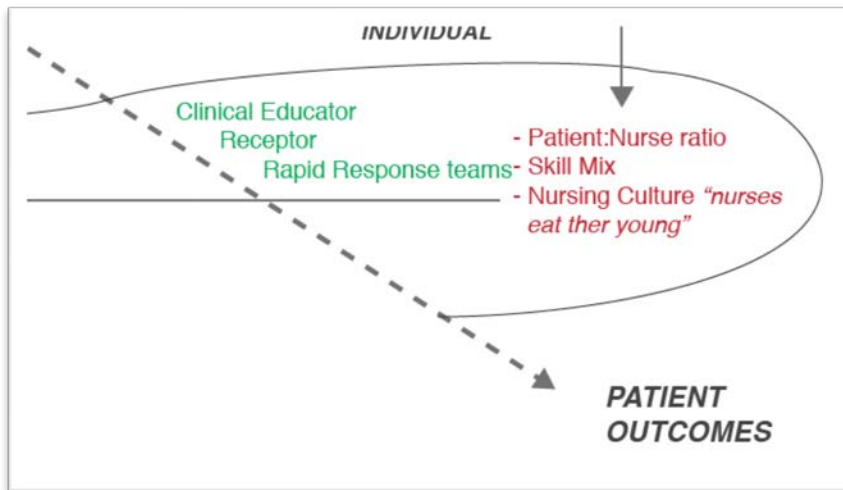 INDIVIDUAL
Clinical Educator
Receptor
Rapid Response teams
- Patient:Nurse ratio
- Skill Mix
- Nursing Culture "nurses
eat ther young"
PATIENT
OUTCOMES